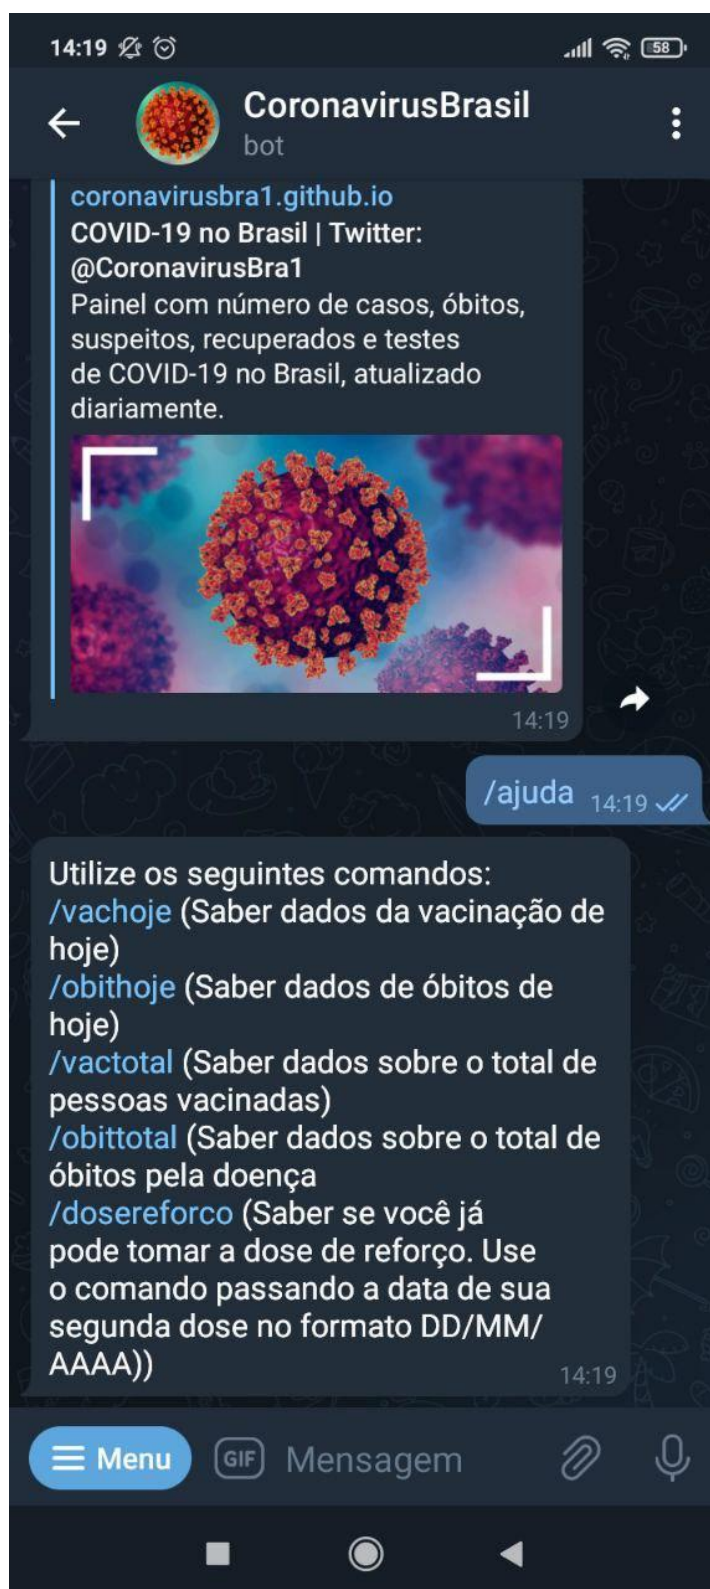 14:19
58
CoronavirusBrasil
bot
coronavirusbra1.github.io
COVID-19 no Brasil | Twitter:
@CoronavirusBra1
Painel com número de casos, óbitos,
suspeitos, recuperados e testes
de COVID-19 no Brasil, atualizado
diariamente.
14:19
/ajuda 14:19
Utilize os seguintes comandos:
/vachoje (Saber dados da vacinação de
hoje)
/obithoje (Saber dados de óbitos de
hoje)
/vactotal (Saber dados sobre o total de
pessoas vacinadas)
/obittotal (Saber dados sobre o total de
óbitos pela doença
/dosereforco (Saber se você já
pode tomar a dose de reforço. Use
o comando passando a data de sua
segunda dose no formato DD/MM/
AAAA))
14:19
Menu GIF Mensagem